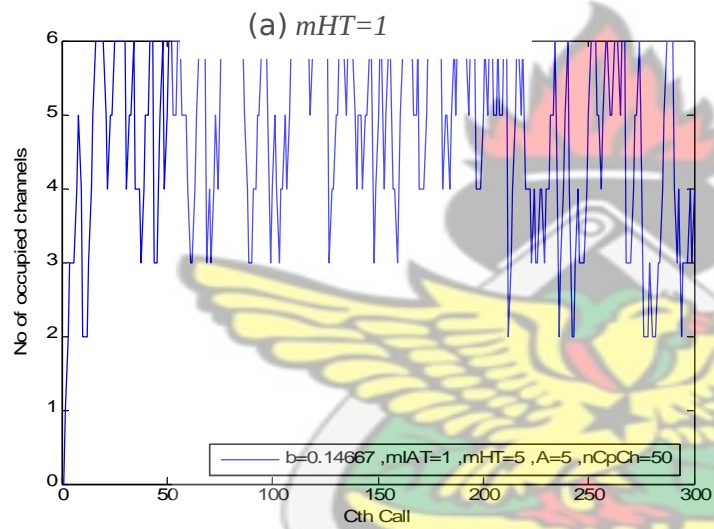 (a) mHT=1
6
5
4
3
2
1
0
No of occupied channels
b=0.14667 ,mIAT=1 ,mHT=5 ,A=5 ,nCpCh=50
0 50 100 150 200 250 300
Cth Call